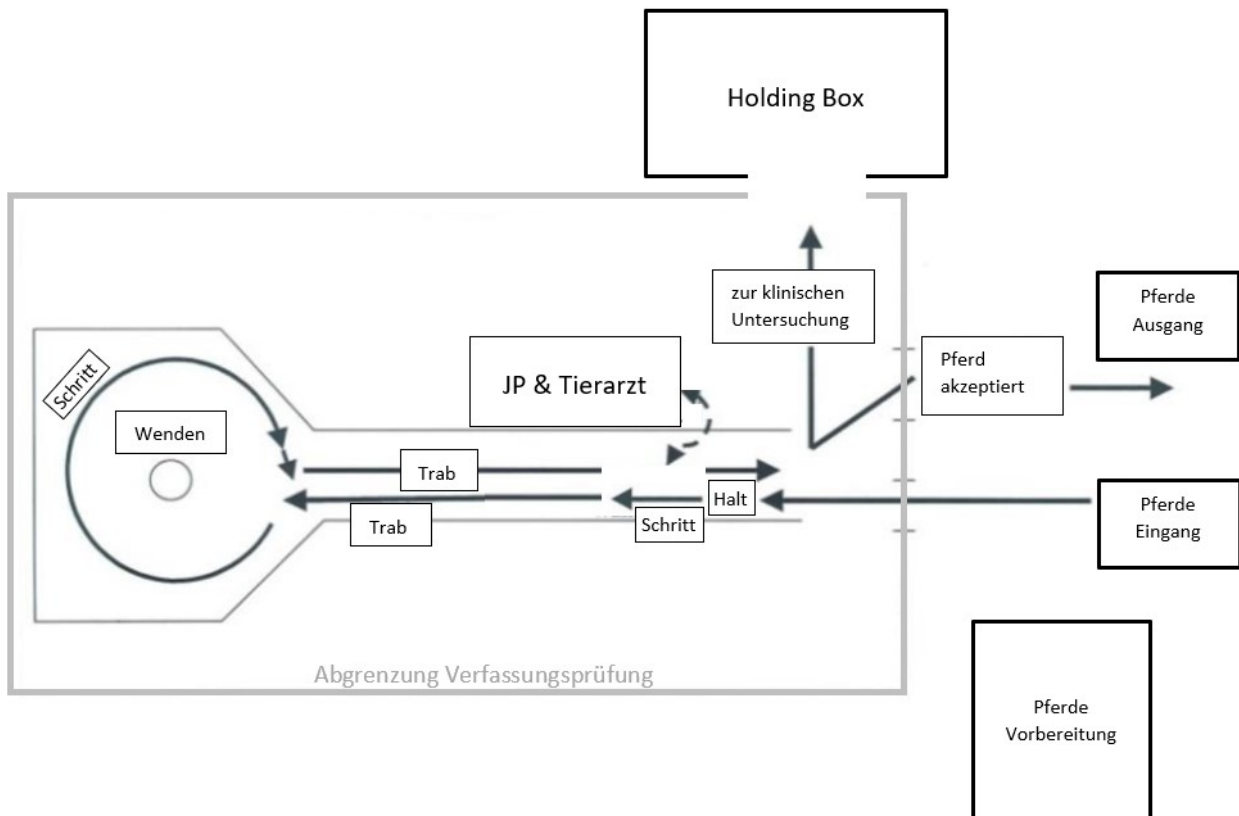 Holding Box
zur klinischen
Untersuchung
Pferde
Ausgang
Pferd
akzeptiert
JP & Tierarzt
Schritt
Wenden
Trab
Halt
Trab
Schritt
Pferde
Eingang
Abgrenzung Verfassungsprüfung
Pferde
Vorbereitung